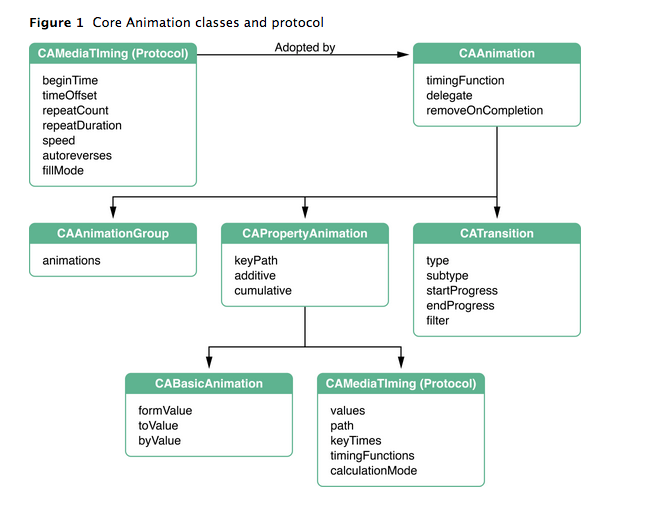 Figure 1 Core Animation classes and protocol
CAMediaTIming (Protocol)
beginTime
timeOffset
repeatCount
repeatDuration
speed
autoreverses
fillMode
Adopted by
CAAnimation
timingFunction
delegate
removeOnCompletion
CAAnimationGroup
animations
CAPropertyAnimation
keyPath
additive
cumulative
CATransition
type
subtype
startProgress
endProgress
filter
CABasicAnimation
formValue
toValue
byValue
CAMediaTIming (Protocol)
values
path
keyTimes
timingFunctions
calculationMode